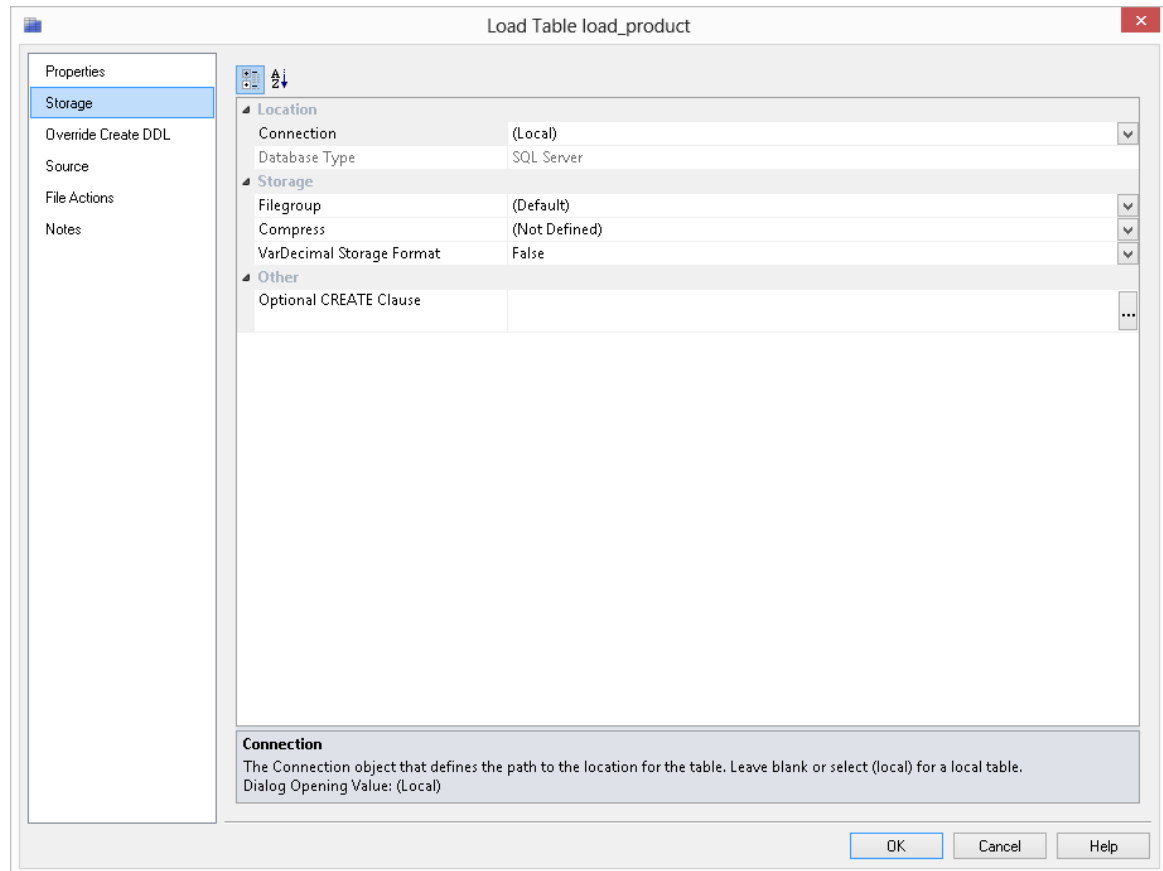 Load Table load_product
Properties
Storage
Override Create DDL
Source
File Actions
Notes
Location
Connection (Local)
Database Type SQL Server
Storage
Filegroup (Default)
Compress (Not Defined)
VarDecimal Storage Format False
Other
Optional CREATE Clause
...
Connection
The Connection object that defines the path to the location for the table. Leave blank or select (local) for a local table.
Dialog Opening Value: (Local)
OK Cancel Help